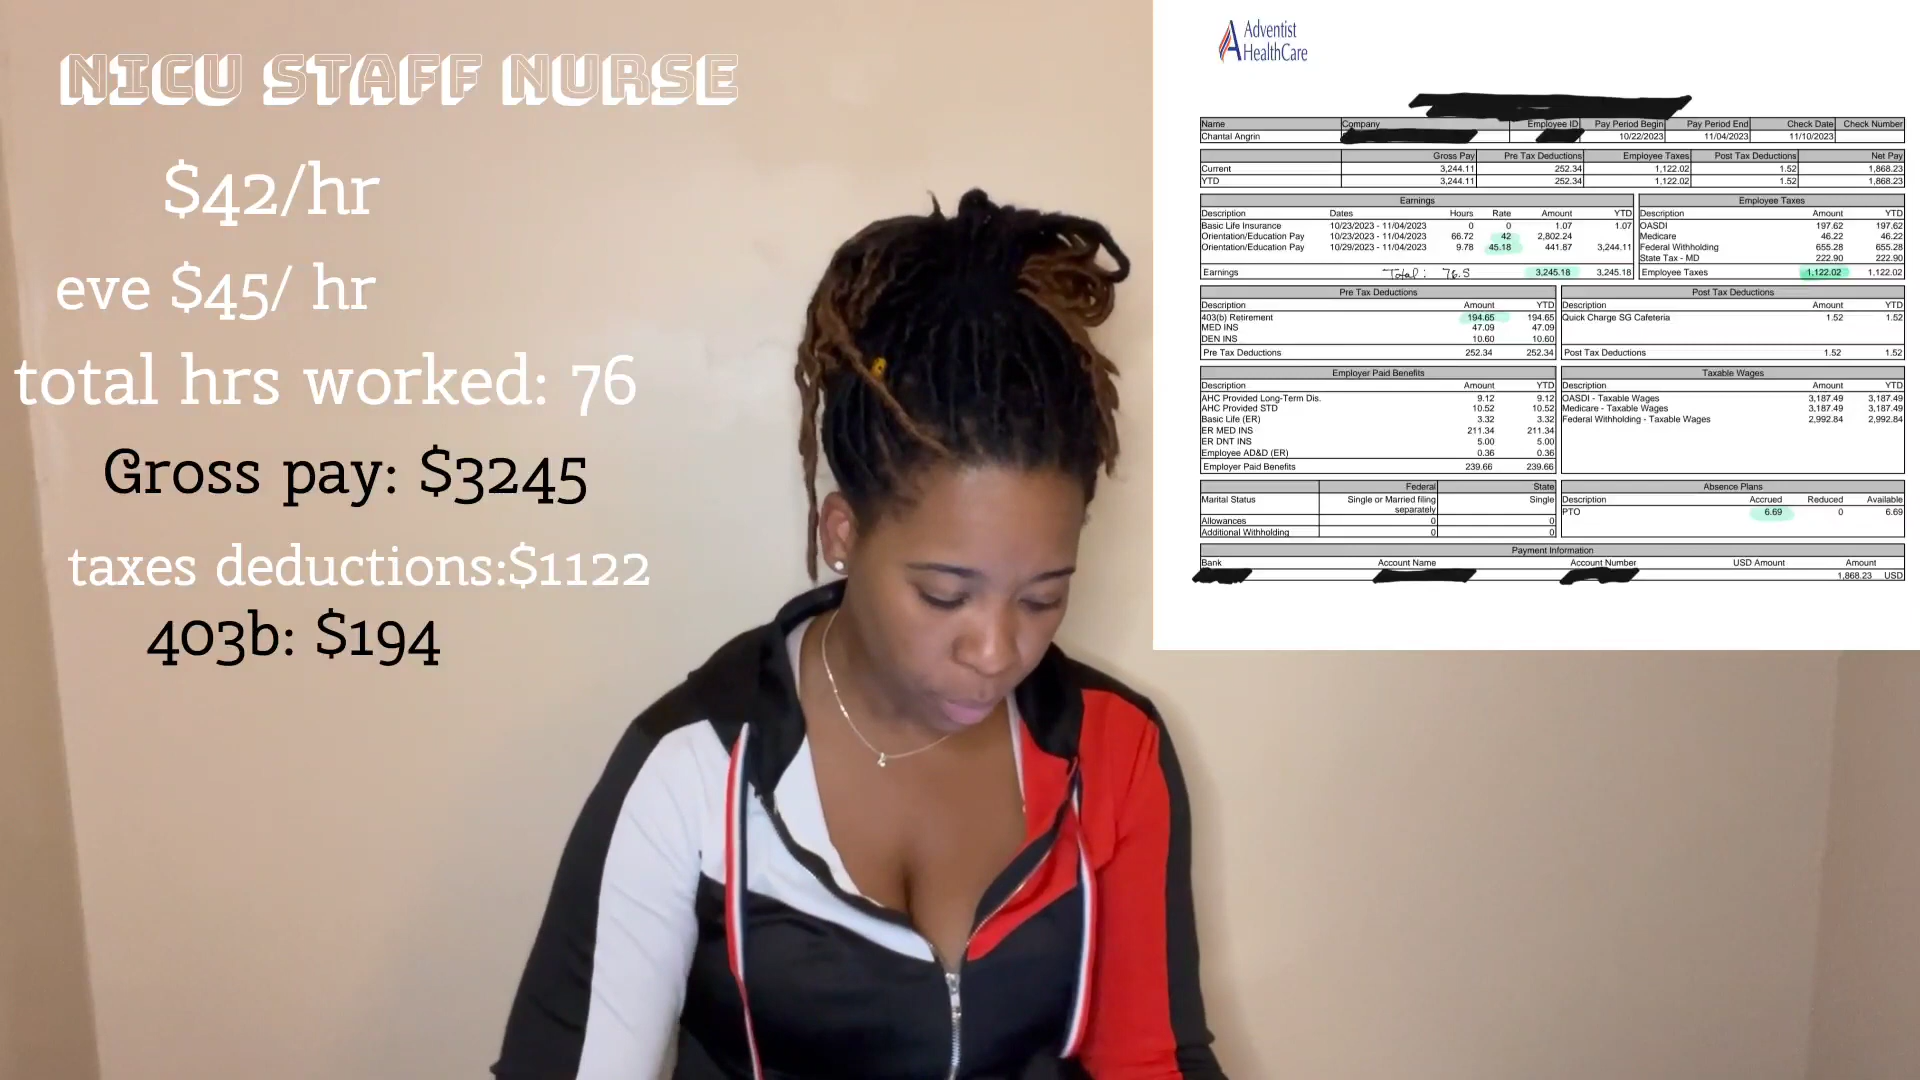 NICU STAFF NURSE
$42/hr
eve $45/ hr
total hrs worked: 76
Gross pay: $3245
taxes deductions:$1122
403b: $194
Adventist
HealthCare
Name Company Employee ID Pay Period Begin Pay Period End Check Date Check Number
Chantal Angrin 10/22/2023 11/04/2023 11/10/2023
Gross Pay Pre Tax Deductions Employee Taxes Post Tax Deductions Net Pay
Current 3,244.11 252.34 1,122.02 1.52 1,868.23
YTD 3,244.11 252.34 1,122.02 1.52 1,868.23
Earnings
Description Dates Hours Rate Amount YTD
Basic Life Insurance 10/23/2023 - 11/04/2023 0 0 1.07 1.07
Orientation/Education Pay 10/23/2023 - 11/04/2023 66.72 42 2,802.24
Orientation/Education Pay 10/29/2023 - 11/04/2023 9.78 45.18 441.87 3,244.11
Earnings Total: 76.5 3,245.18 3,245.18
Employee Taxes
Description Amount YTD
OASDI 197.62 197.62
Medicare 46.22 46.22
Federal Withholding 655.28 655.28
State Tax - MD 222.90 222.90
Employee Taxes 1,122.02 1,122.02
Pre Tax Deductions
Description Amount YTD
403(b) Retirement 194.65 194.65
MED INS 47.09 47.09
DEN INS 10.60 10.60
Pre Tax Deductions 252.34 252.34
Post Tax Deductions
Description Amount YTD
Quick Charge SG Cafeteria 1.52 1.52
Post Tax Deductions 1.52 1.52
Employer Paid Benefits
Description Amount YTD
AHC Provided Long-Term Dis. 9.12 9.12
AHC Provided STD 10.52 10.52
Basic Life (ER) 3.32 3.32
ER MED INS 211.34 211.34
ER DNT INS 5.00 5.00
Employee AD&D (ER) 0.36 0.36
Employer Paid Benefits 239.66 239.66
Taxable Wages
Description Amount YTD
OASDI - Taxable Wages 3,187.49 3,187.49
Medicare - Taxable Wages 3,187.49 3,187.49
Federal Withholding - Taxable Wages 2,992.84 2,992.84
Federal State
Marital Status Single or Married filing Single
separately
Allowances 0 0
Additional Withholding 0 0
Absence Plans
Description Accrued Reduced Available
PTO 6.69 0 6.69
Payment Information
Bank Account Name Account Number USD Amount Amount
1,868.23 USD